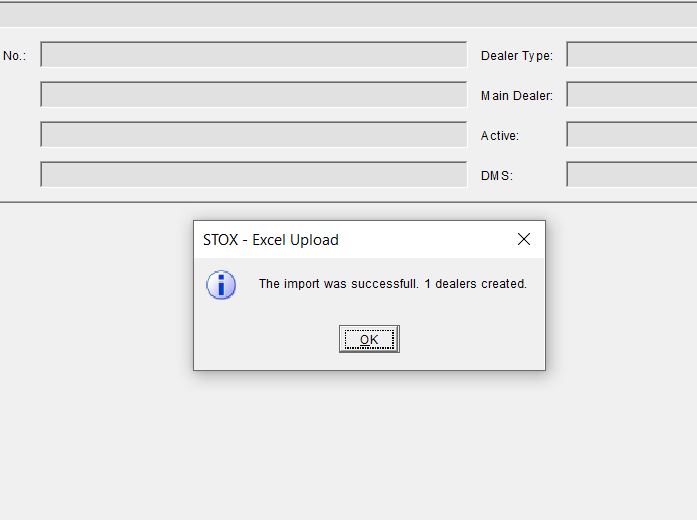 No.:
Dealer Type:
Main Dealer:
Active:
DMS:
STOX - Excel Upload
The import was successfull. 1 dealers created.
OK